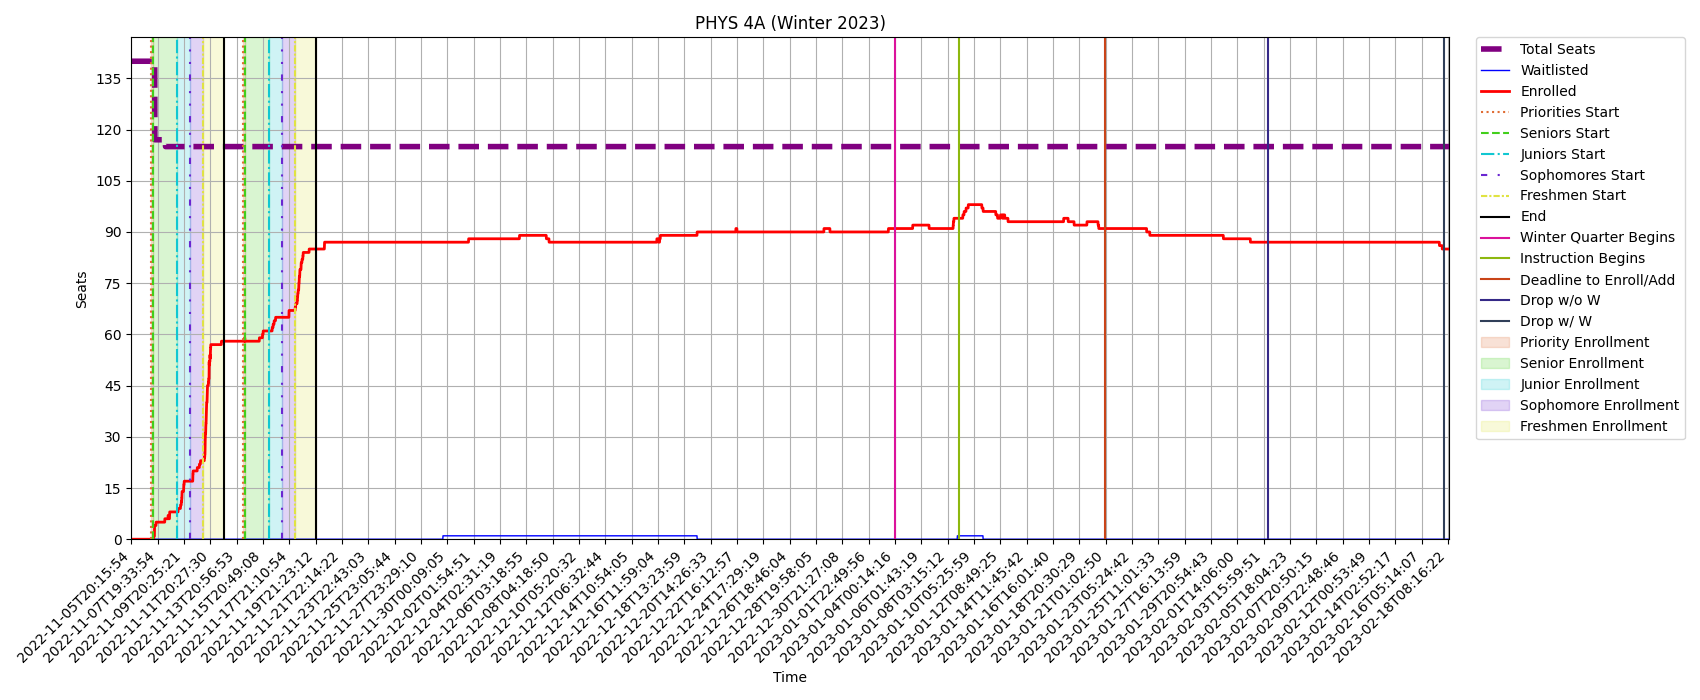 PHYS 4A (Winter 2023)
Seats
135
120
105
90
75
60
45
30
15
0
2022-11-05T20:15:54
2022-11-07T19:33:54
2022-11-09T20:25:21
2022-11-11T20:27:30
2022-11-13T20:56:53
2022-11-15T20:49:08
2022-11-17T21:10:54
2022-11-19T21:23:12
2022-11-21T22:14:22
2022-11-23T22:43:03
2022-11-25T23:05:44
2022-11-27T23:29:10
2022-11-30T00:09:05
2022-12-02T01:54:51
2022-12-04T02:31:19
2022-12-06T03:18:55
2022-12-08T04:18:50
2022-12-10T05:20:32
2022-12-12T06:32:44
2022-12-14T10:54:05
2022-12-16T11:59:04
2022-12-18T13:23:59
2022-12-20T14:26:33
2022-12-22T16:12:57
2022-12-24T17:29:19
2022-12-26T18:46:04
2022-12-28T19:58:05
2022-12-30T21:27:08
2023-01-01T22:49:56
2023-01-04T00:14:16
2023-01-06T01:43:19
2023-01-08T03:15:12
2023-01-10T05:25:59
2023-01-12T08:49:25
2023-01-14T11:45:42
2023-01-16T16:01:40
2023-01-18T20:30:29
2023-01-21T01:02:50
2023-01-23T05:24:42
2023-01-25T11:01:33
2023-01-27T16:13:59
2023-01-29T20:54:43
2023-02-01T14:06:00
2023-02-03T15:59:51
2023-02-05T18:04:23
2023-02-07T20:50:15
2023-02-09T22:48:46
2023-02-12T00:53:49
2023-02-14T02:52:17
2023-02-16T05:14:07
2023-02-18T08:16:22
Time
Total Seats
Waitlisted
Enrolled
Priorities Start
Seniors Start
Juniors Start
Sophomores Start
Freshmen Start
End
Winter Quarter Begins
Instruction Begins
Deadline to Enroll/Add
Drop w/o W
Drop w/ W
Priority Enrollment
Senior Enrollment
Junior Enrollment
Sophomore Enrollment
Freshmen Enrollment